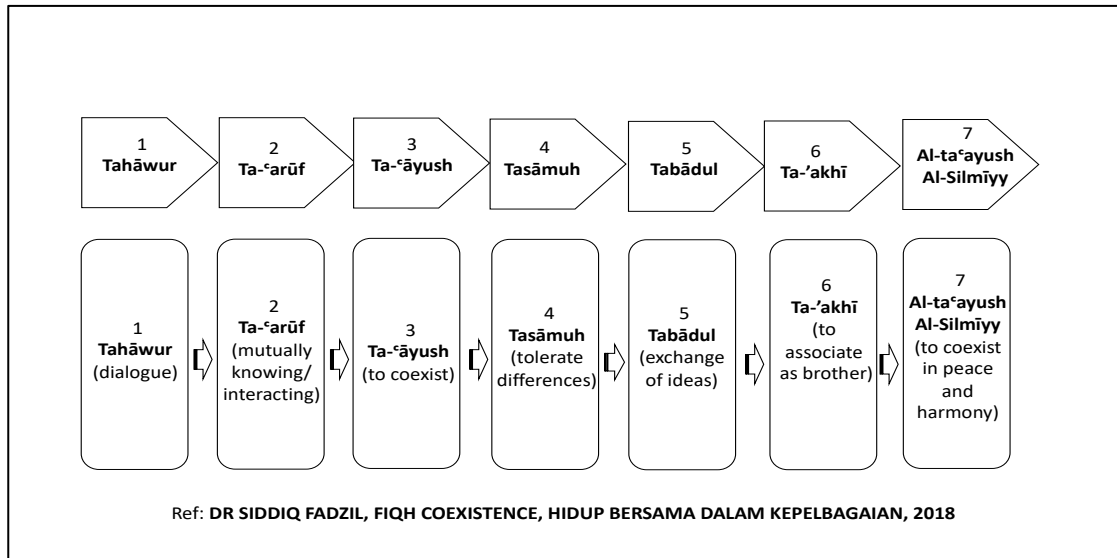 1
Tahāwur
2
Ta-ʿarūf
3
Ta-ʿāyush
4
Tasāmuh
5
Tabādul
6
Ta-’akhī
7
Al-taʿayush
Al-Silmīyy
1
Tahāwur
(dialogue)
2
Ta-ʿarūf
(mutually
knowing/
interacting)
3
Ta-ʿāyush
(to coexist)
4
Tasāmuh
(tolerate
differences)
5
Tabādul
(exchange
of ideas)
6
Ta-’akhī
(to
associate
as brother)
7
Al-taʿayush
Al-Silmīyy
(to coexist
in peace
and
harmony)
Ref: DR SIDDIQ FADZIL, FIQH COEXISTENCE, HIDUP BERSAMA DALAM KEPELBAGAIAN, 2018